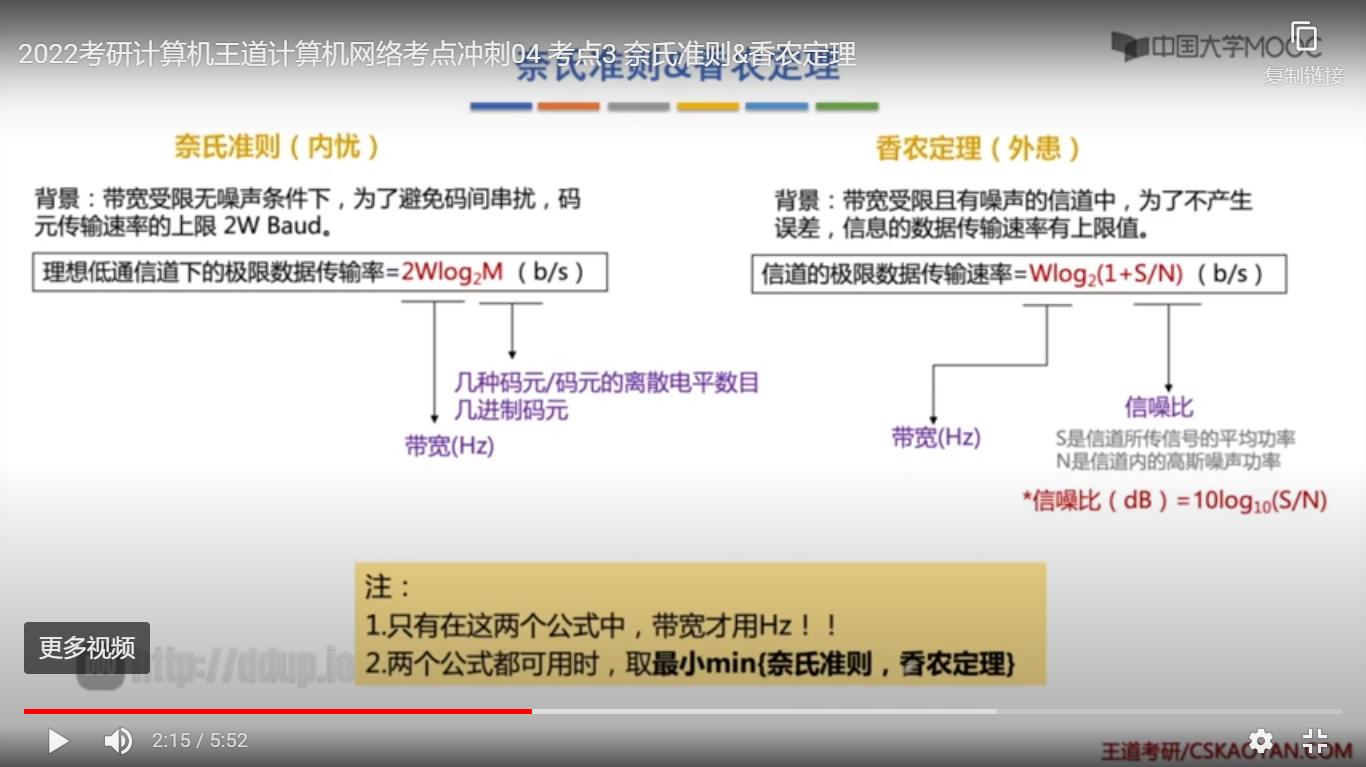 2022考研计算机王道计算机网络考点冲刺04 考点3 奈氏准则&香农定理
奈氏准则&香农定理
中国大学MOOC
复制链接
奈氏准则（内忧）
背景：带宽受限无噪声条件下，为了避免码间串扰，码
元传输速率的上限 2W Baud。
理想低通信道下的极限数据传输率=2Wlog₂M（b/s）
几种码元/码元的离散电平数目
几进制码元
带宽(Hz)
香农定理（外患）
背景：带宽受限且有噪声的信道中，为了不产生
误差，信息的数据传输速率有上限值。
信道的极限数据传输速率=Wlog₂(1+S/N)（b/s）
信噪比
带宽(Hz)
S是信道所传信号的平均功率
N是信道内的高斯噪声功率
*信噪比（dB）=10log₁₀(S/N)
注：
1.只有在这两个公式中，带宽才用Hz！！
2.两个公式都可用时，取最小min{奈氏准则，香农定理}
更多视频
http://ddup.io
2:15 / 5:52
王道考研/CSKAOYAN.COM